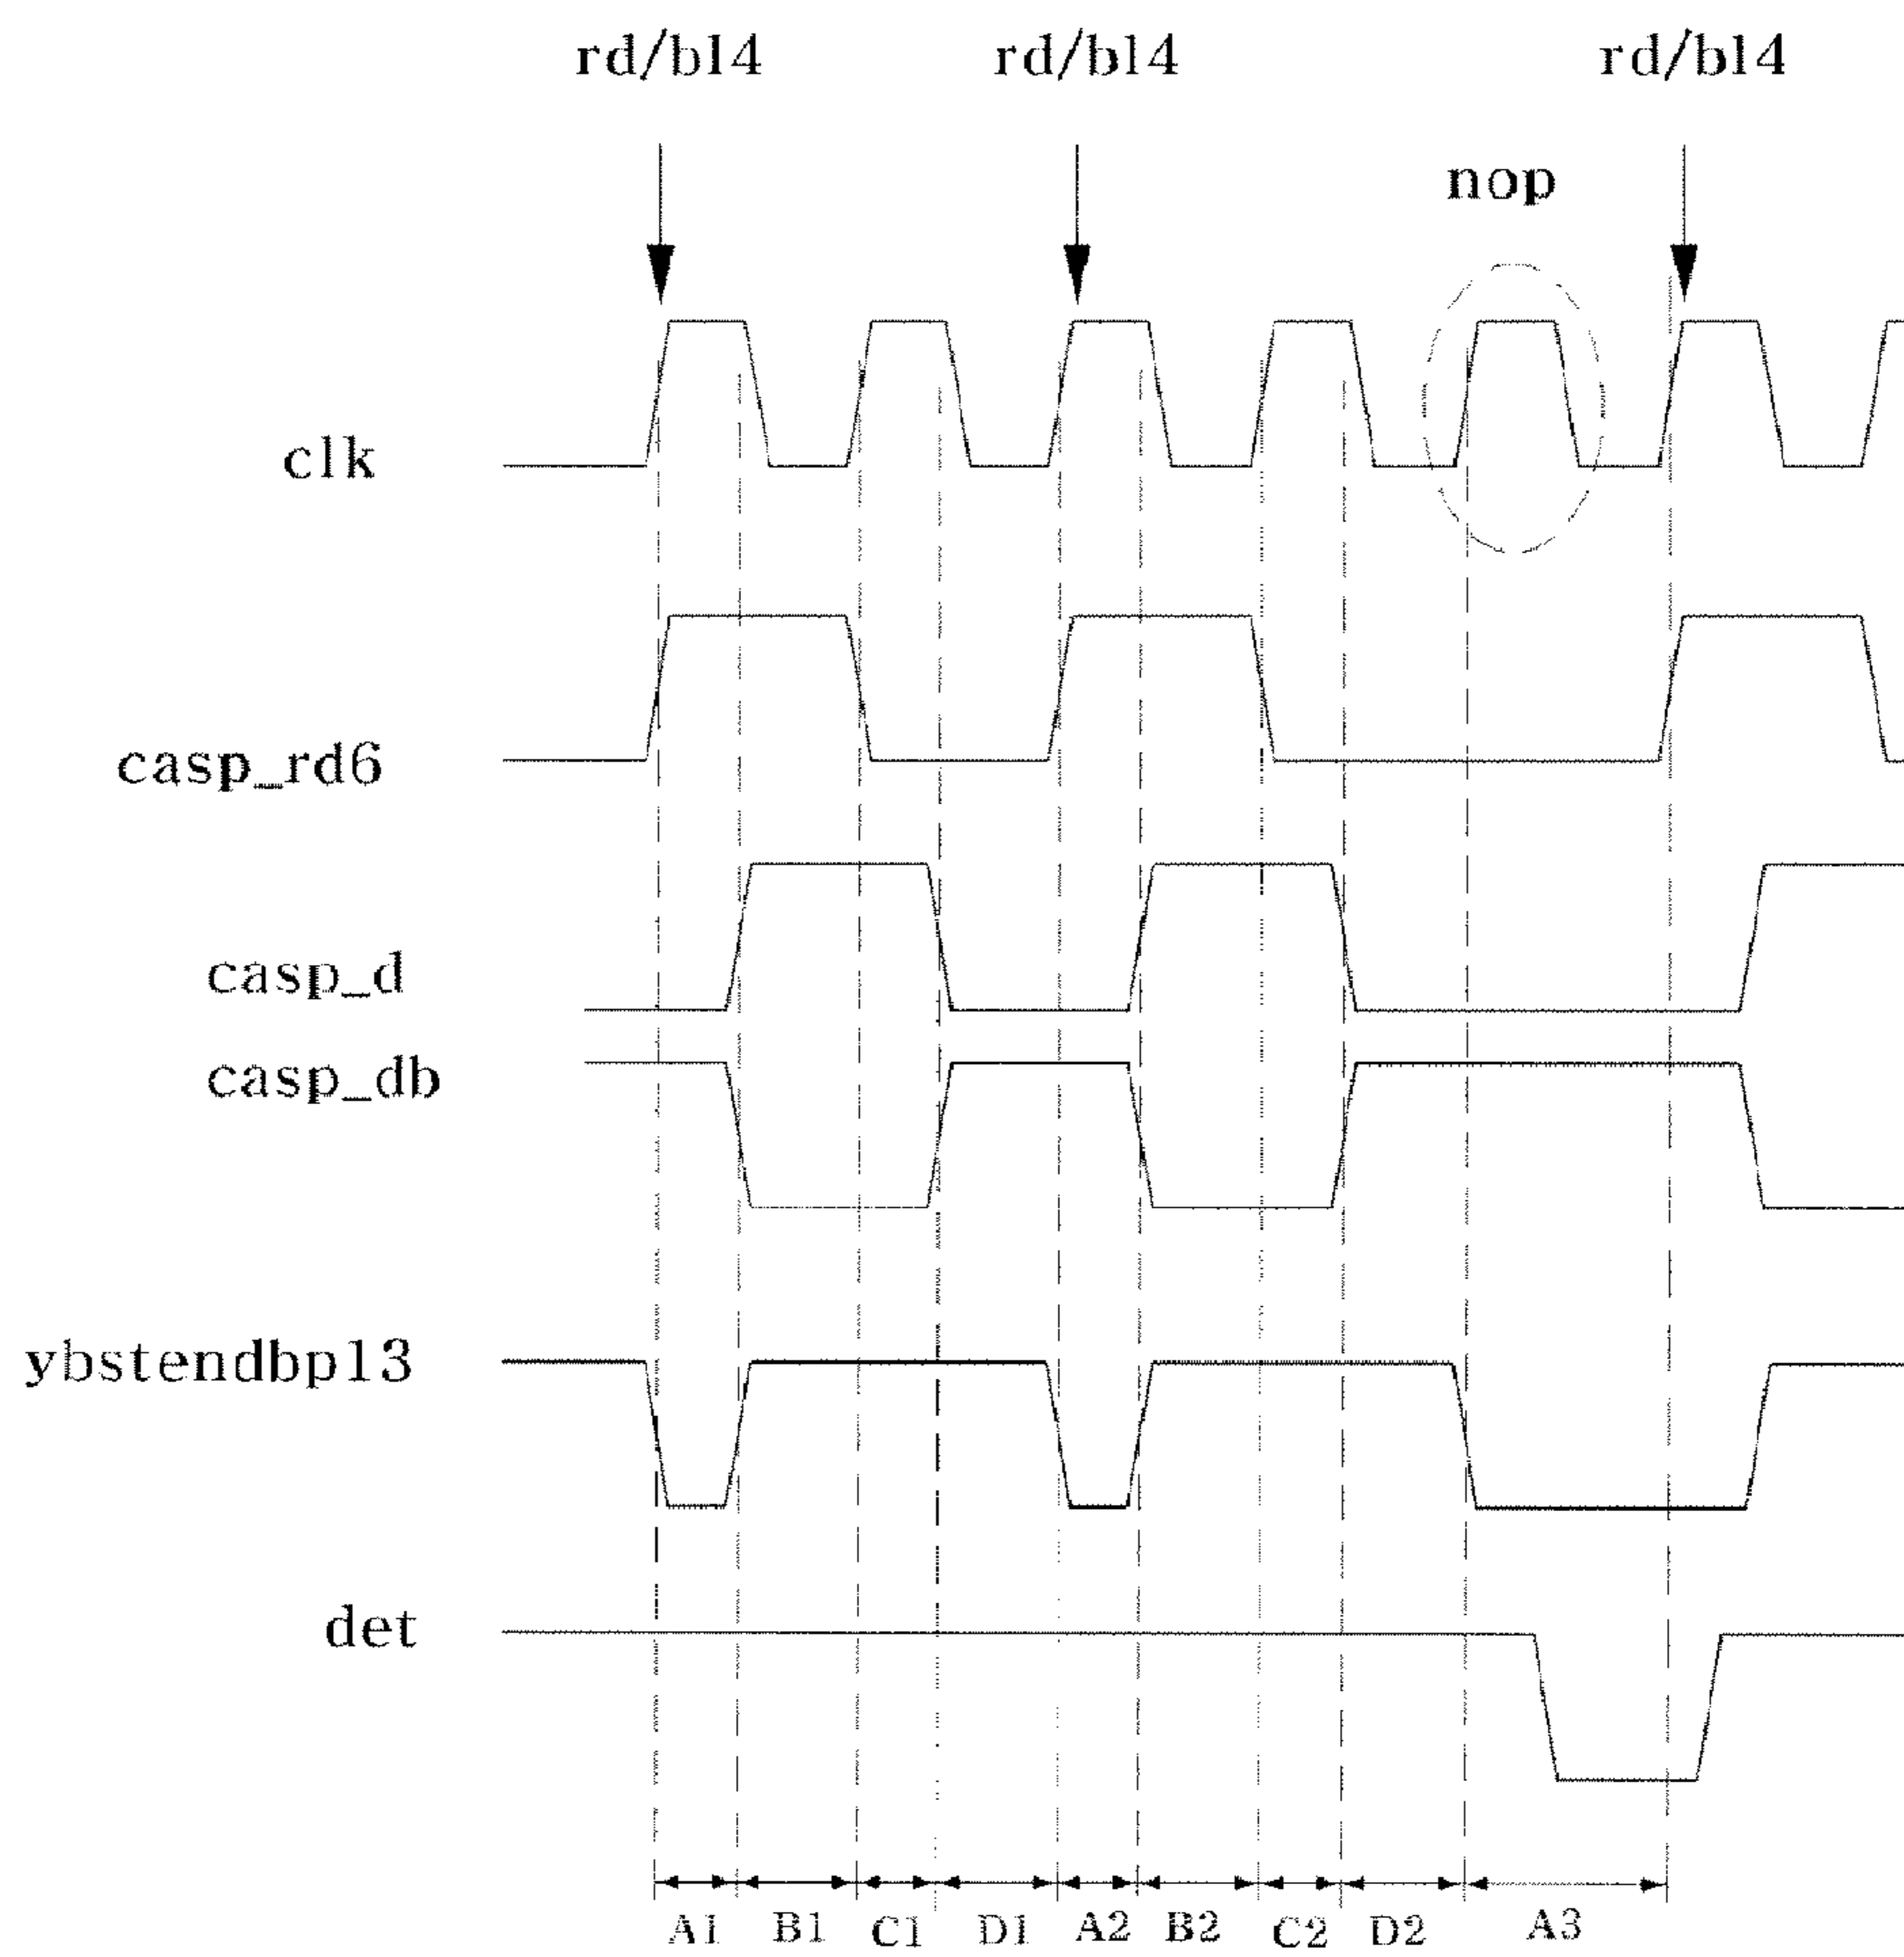 rd/bl4 rd/bl4 rd/bl4
nop
clk
casp_rd6
casp_d
casp_db
ybstendbp13
det
A1 B1 C1 D1 A2 B2 C2 D2 A3